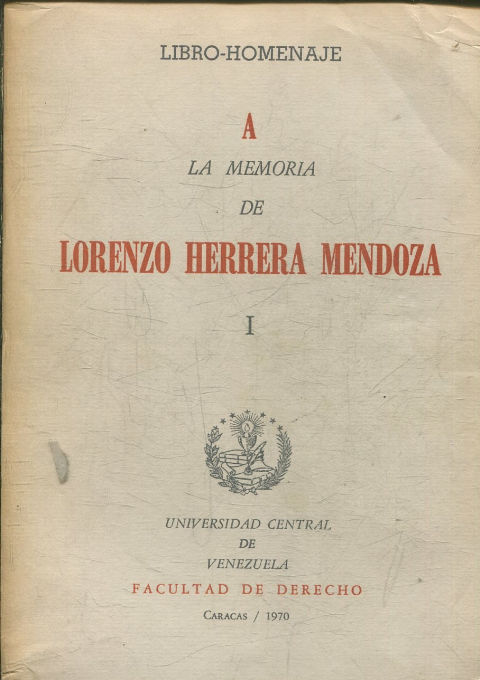 LIBRO-HOMENAJE
A
LA MEMORIA
DE
LORENZO HERRERA MENDOZA
I
UNIVERSIDAD CENTRAL
DE
VENEZUELA
FACULTAD DE DERECHO
CARACAS / 1970